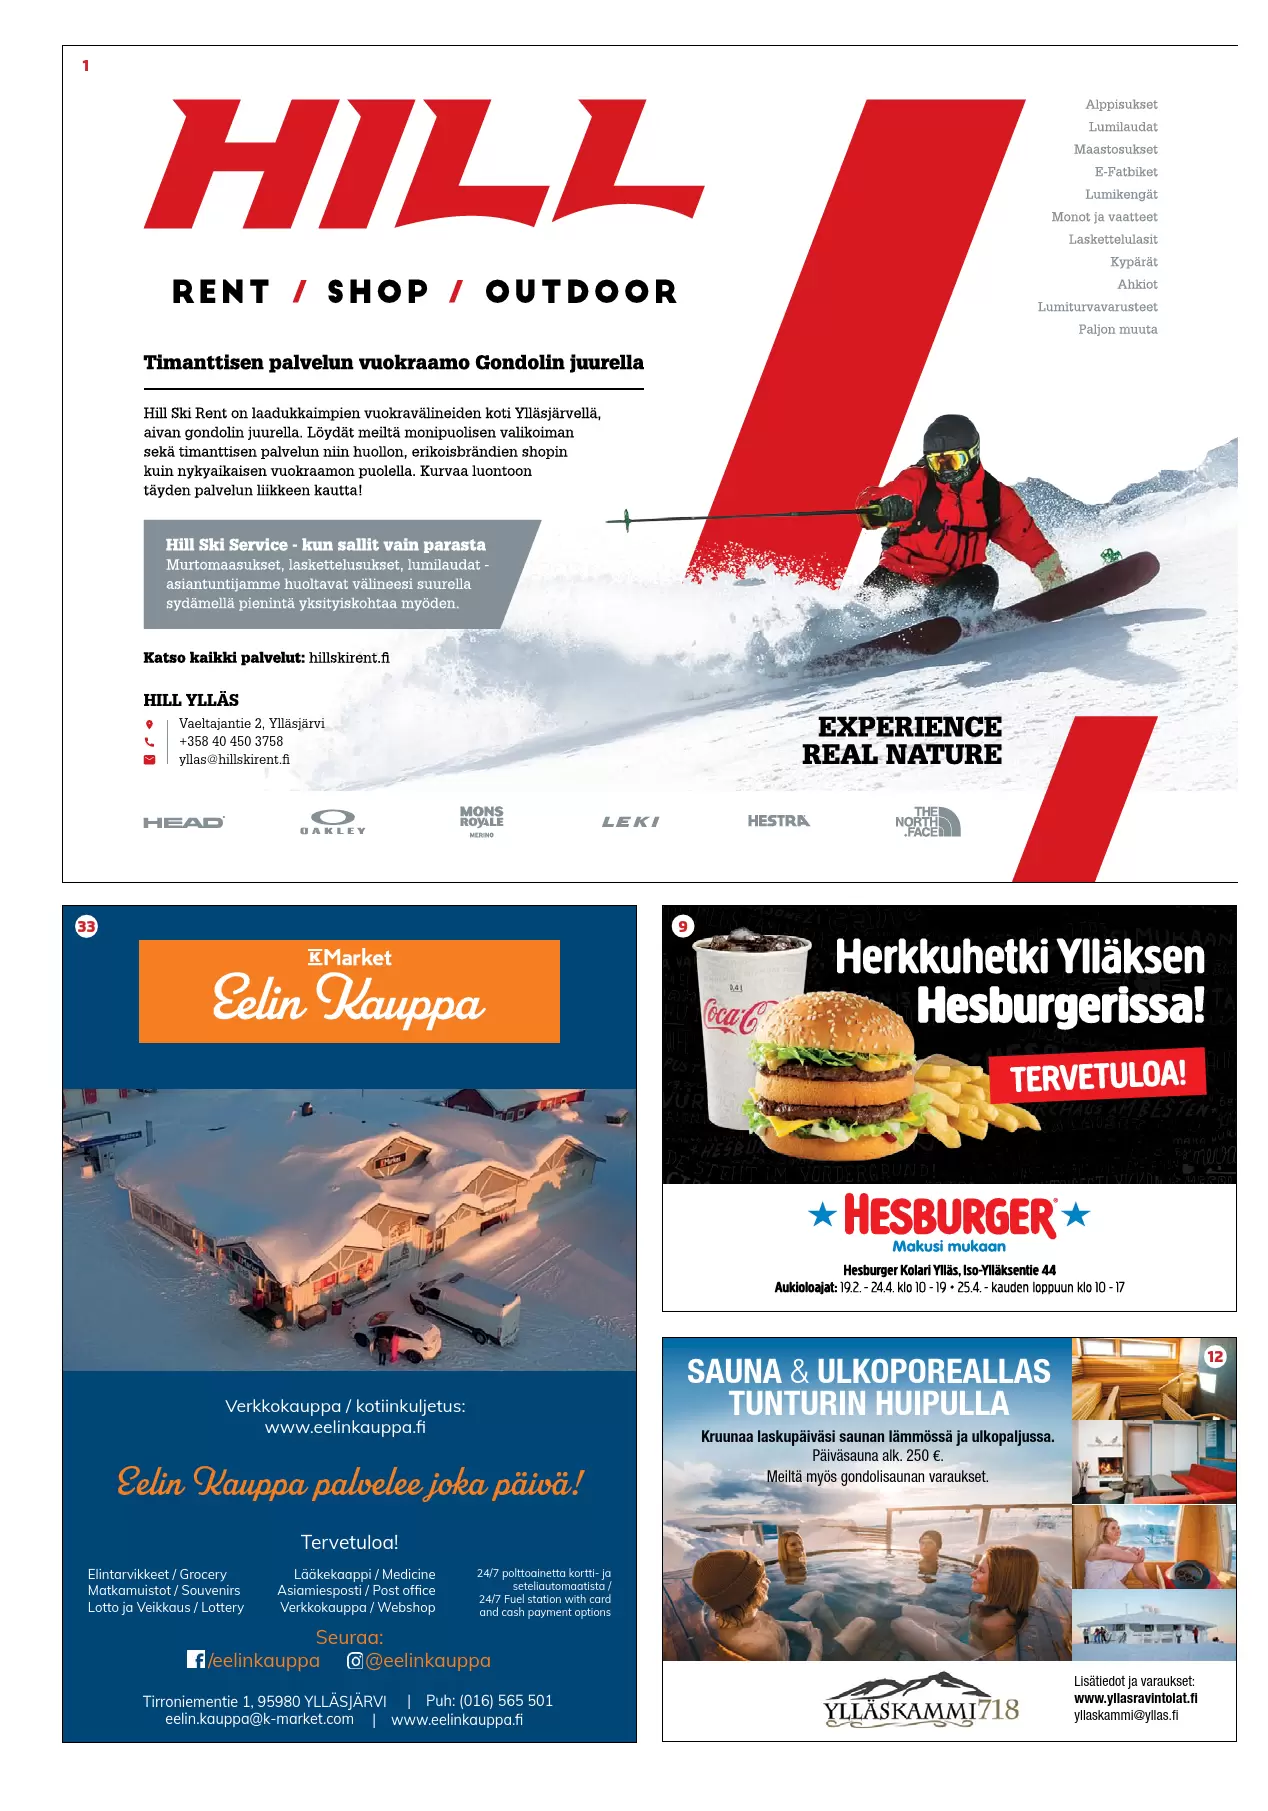 1
HILL
RENT / SHOP / OUTDOOR
Alppisukset
Lumilaudat
Maastosukset
E-Fatbiket
Lumikengät
Monot ja vaatteet
Laskettelulasit
Kypärät
Ahkiot
Lumiturvavarusteet
Paljon muuta
Timanttisen palvelun vuokraamo Gondolin juurella
Hill Ski Rent on laadukkaimpien vuokravälineiden koti Ylläsjärvellä,
aivan gondolin juurella. Löydät meiltä monipuolisen valikoiman
sekä timanttisen palvelun niin huollon, erikoisbrändien shopin
kuin nykyaikaisen vuokraamon puolella. Kurvaa luontoon
täyden palvelun liikkeen kautta!
Hill Ski Service - kun sallit vain parasta
Murtomaasukset, laskettelusukset, lumilaudat -
asiantuntijamme huoltavat välineesi suurella
sydämellä pienintä yksityiskohtaa myöden.
Katso kaikki palvelut: hillskirent.fi
HILL YLLÄS
Vaeltajantie 2, Ylläsjärvi
+358 40 450 3758
yllas@hillskirent.fi
EXPERIENCE
REAL NATURE
HEAD
OAKLEY
MONS
ROYALE
MERINO
LEKI
HESTRA
THE
NORTH
FACE
33
K Market
Eelin Kauppa
K Market
Verkkokauppa / kotiinkuljetus:
www.eelinkauppa.fi
Eelin Kauppa palvelee joka päivä!
Tervetuloa!
Elintarvikkeet / Grocery
Matkamuistot / Souvenirs
Lotto ja Veikkaus / Lottery
Lääkekaappi / Medicine
Asiamiesposti / Post office
Verkkokauppa / Webshop
24/7 polttoainetta kortti- ja
seteliautomaatista /
24/7 Fuel station with card
and cash payment options
Seuraa:
/eelinkauppa @eelinkauppa
Tirroniementie 1, 95980 YLLÄSJÄRVI | Puh: (016) 565 501
eelin.kauppa@k-market.com | www.eelinkauppa.fi
9
Herkkuhetki Ylläksen
Hesburgerissa!
TERVETULOA!
0,4 l
Coca-Co
HESBURGER®
Makusi mukaan
Hesburger Kolari Ylläs, Iso-Ylläksentie 44
Aukioloajat: 19.2. - 24.4. klo 10 - 19 • 25.4. - kauden loppuun klo 10 - 17
12
SAUNA & ULKOPOREALLAS
TUNTURIN HUIPULLA
Kruunaa laskupäiväsi saunan lämmössä ja ulkopaljussa.
Päiväsauna alk. 250 €.
Meiltä myös gondolisaunan varaukset.
YLLÄSKAMMI718
Lisätiedot ja varaukset:
www.yllasravintolat.fi
yllaskammi@yllas.fi